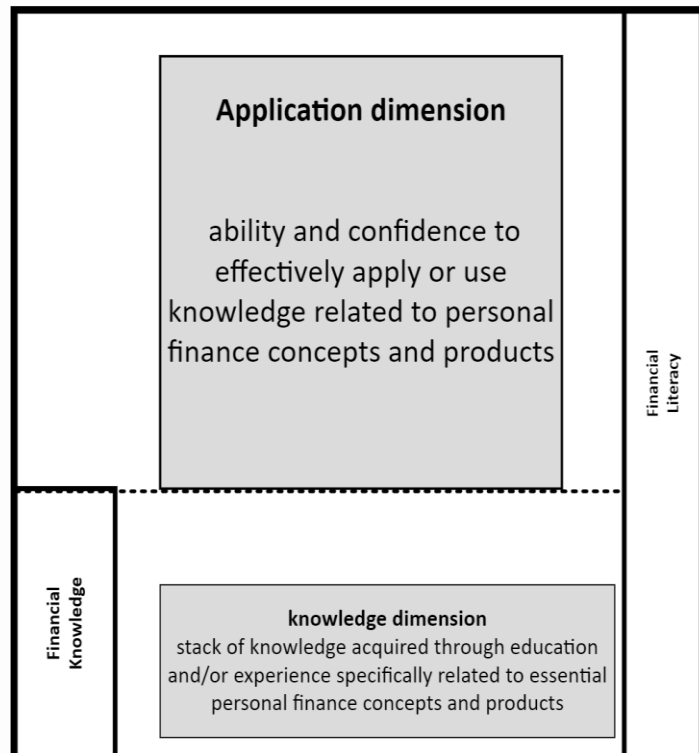 Application dimension
ability and confidence to
effectively apply or use
knowledge related to personal
finance concepts and products
Financial
Literacy
Financial
Knowledge
knowledge dimension
stack of knowledge acquired through education
and/or experience specifically related to essential
personal finance concepts and products